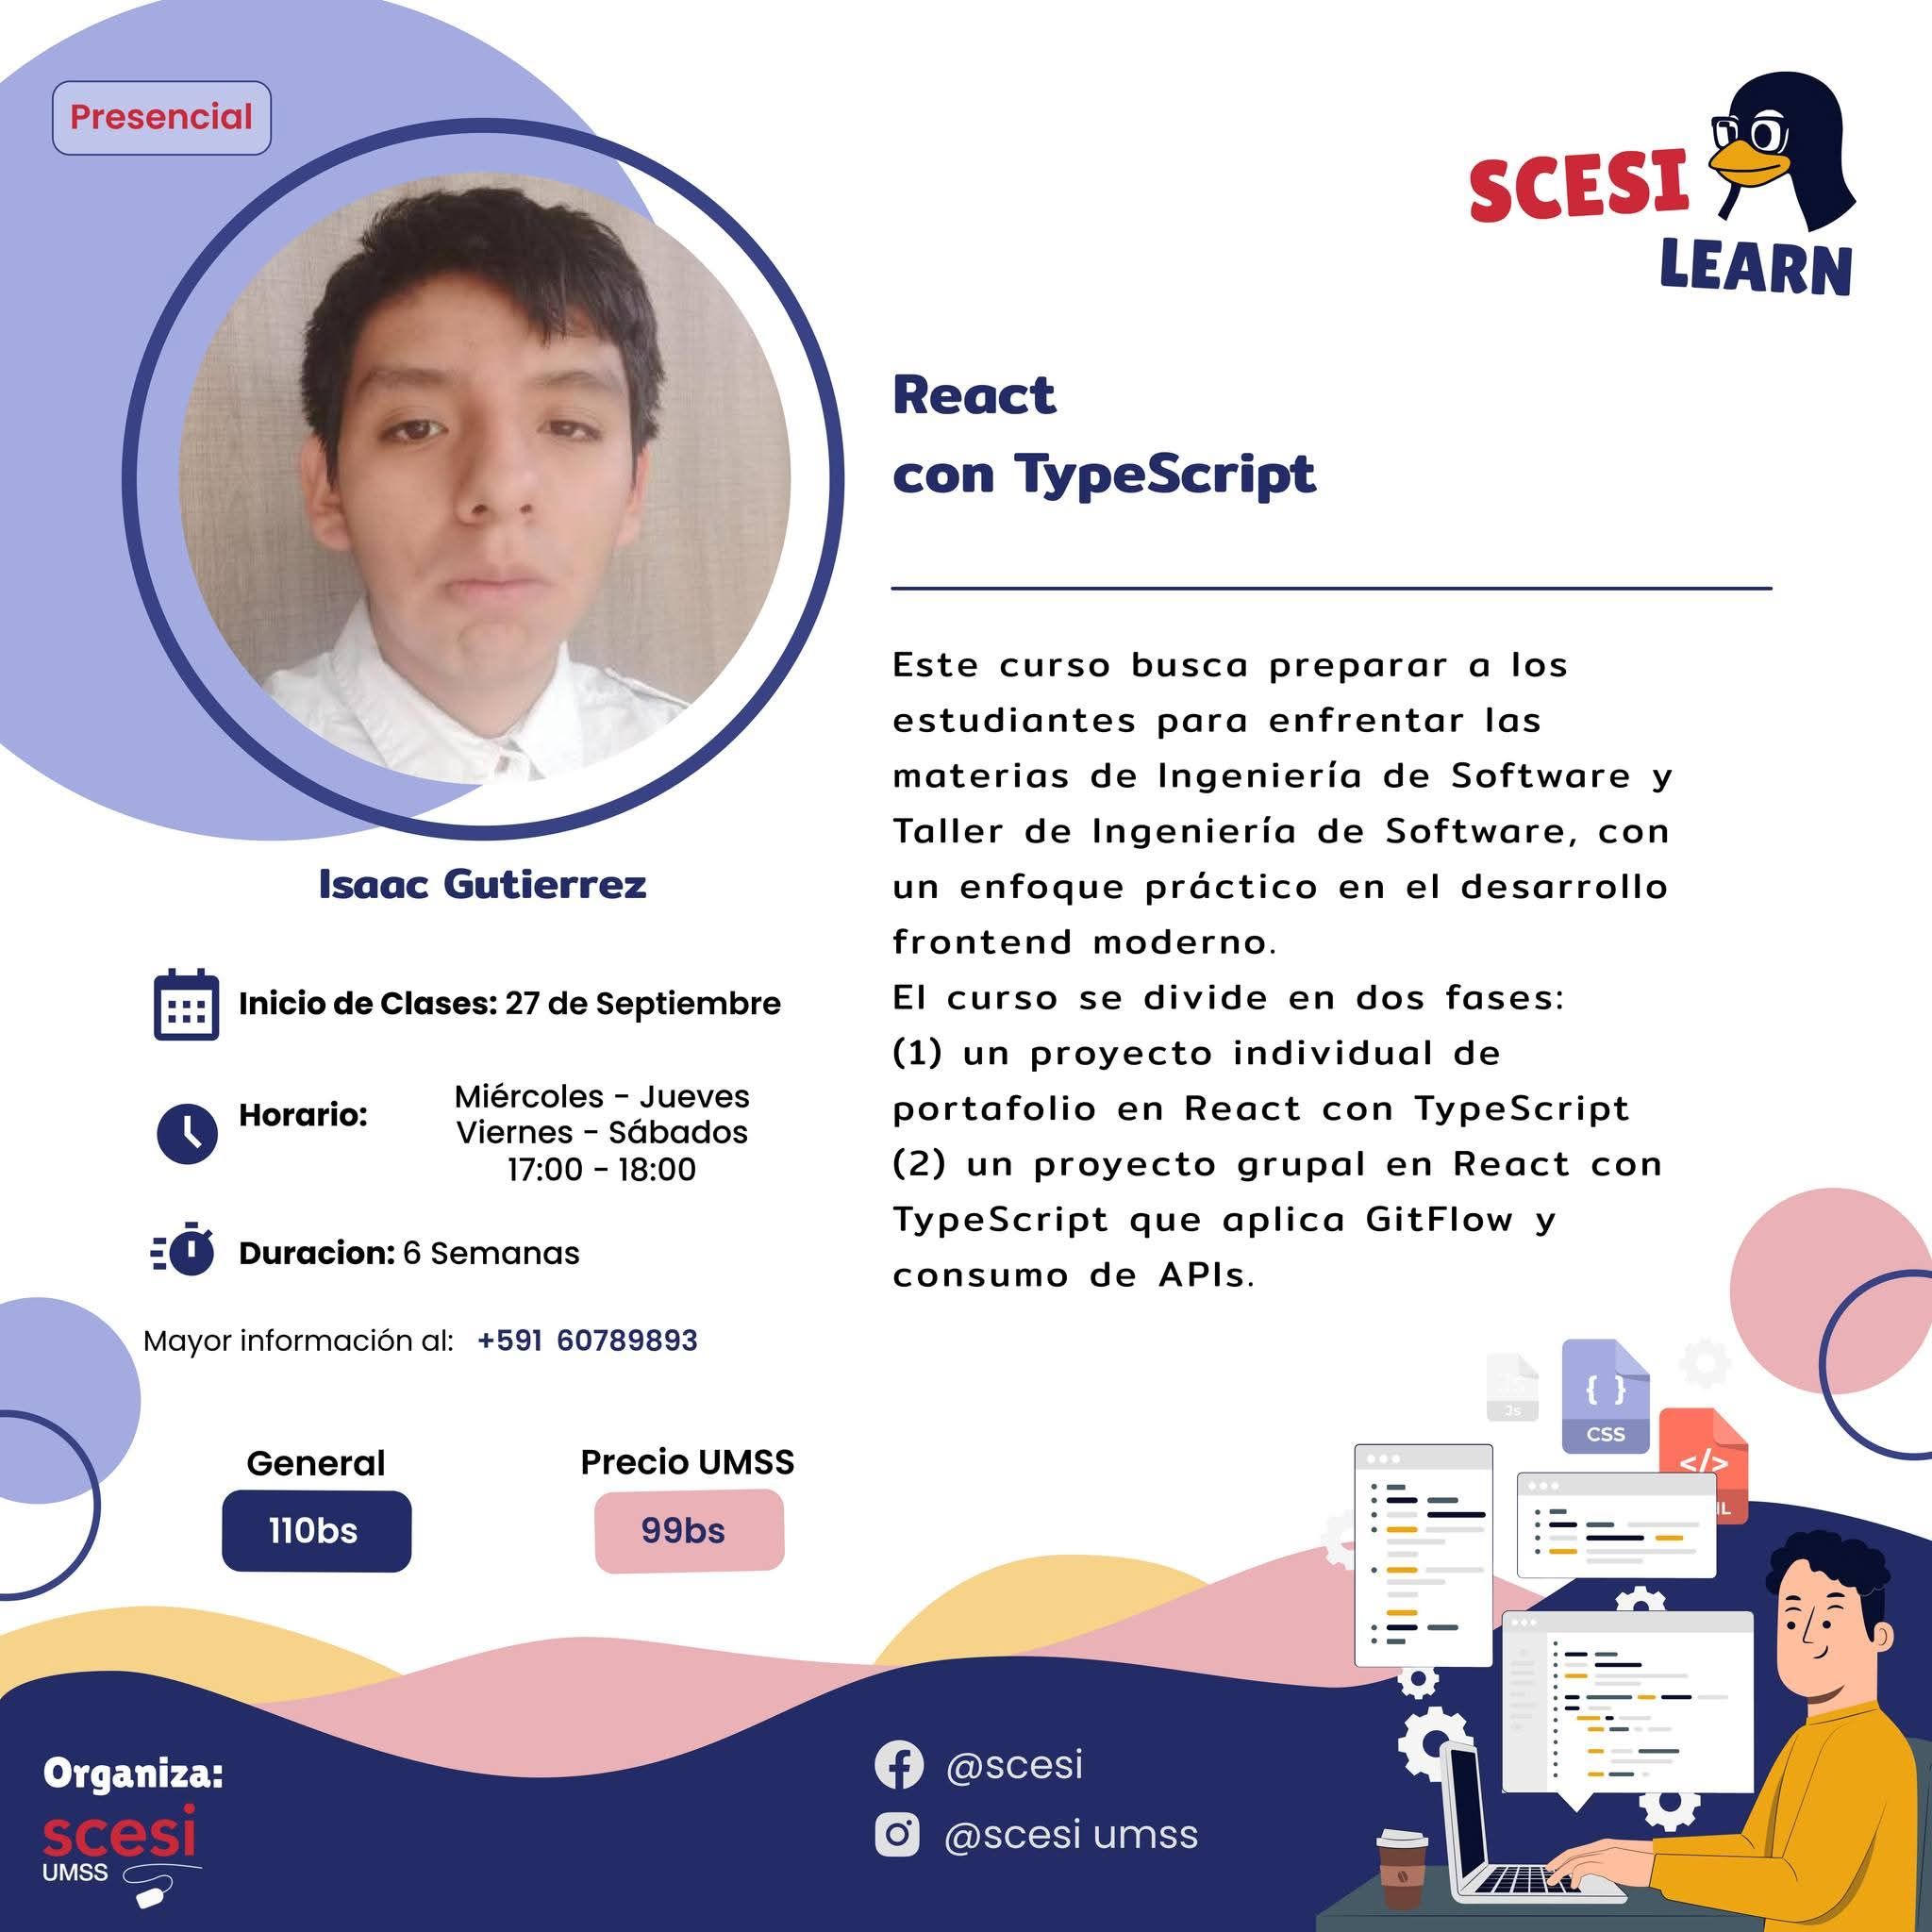 Presencial
SCESI
LEARN
React
con TypeScript
Este curso busca preparar a los
estudiantes para enfrentar las
materias de Ingeniería de Software y
Taller de Ingeniería de Software, con
un enfoque práctico en el desarrollo
frontend moderno.
El curso se divide en dos fases:
(1) un proyecto individual de
portafolio en React con TypeScript
(2) un proyecto grupal en React con
TypeScript que aplica GitFlow y
consumo de APIs.
Isaac Gutierrez
Inicio de Clases: 27 de Septiembre
Horario:
Miércoles - Jueves
Viernes - Sábados
17:00 - 18:00
Duracion: 6 Semanas
Mayor información al: +591 60789893
General
110bs
Precio UMSS
99bs
JS
Js
{ }
CSS
</>
Organiza:
scesi
UMSS
@scesi
@scesi umss